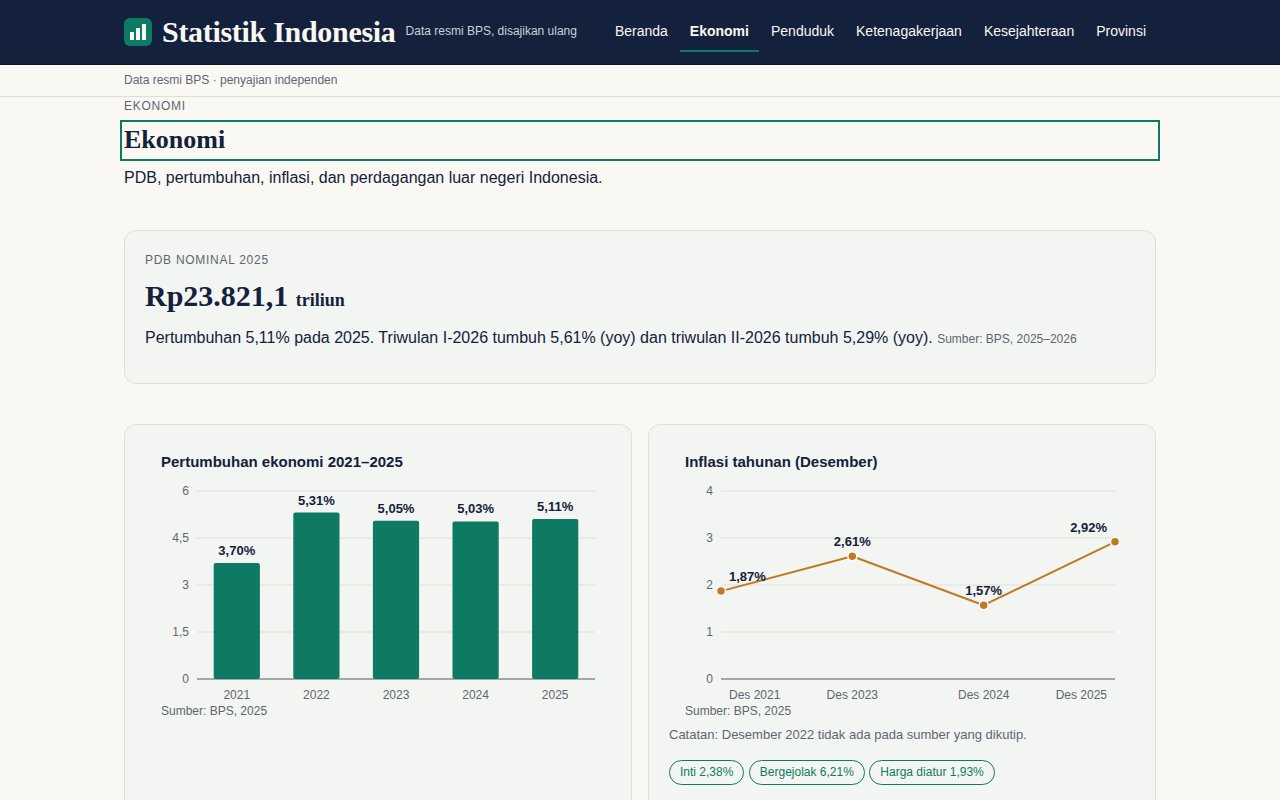 Statistik Indonesia
Data resmi BPS, disajikan ulang
Beranda
Ekonomi
Penduduk
Ketenagakerjaan
Kesejahteraan
Provinsi
Data resmi BPS · penyajian independen
EKONOMI
Ekonomi
PDB, pertumbuhan, inflasi, dan perdagangan luar negeri Indonesia.
PDB NOMINAL 2025
Rp23.821,1 triliun
Pertumbuhan 5,11% pada 2025. Triwulan I-2026 tumbuh 5,61% (yoy) dan triwulan II-2026 tumbuh 5,29% (yoy). Sumber: BPS, 2025–2026
Pertumbuhan ekonomi 2021–2025
6
4,5
3
1,5
0
3,70%
5,31%
5,05%
5,03%
5,11%
2021
2022
2023
2024
2025
Sumber: BPS, 2025
Inflasi tahunan (Desember)
4
3
2
1
0
1,87%
2,61%
1,57%
2,92%
Des 2021
Des 2023
Des 2024
Des 2025
Sumber: BPS, 2025
Catatan: Desember 2022 tidak ada pada sumber yang dikutip.
Inti 2,38%
Bergejolak 6,21%
Harga diatur 1,93%